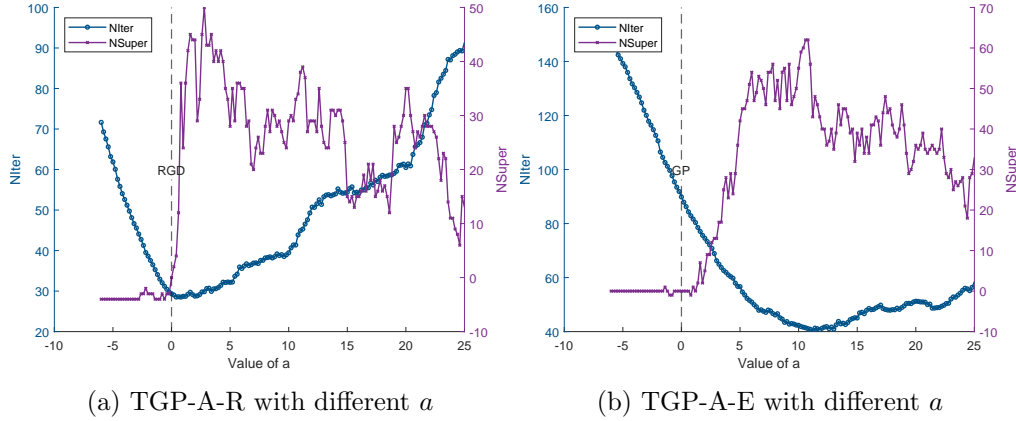 100
90
80
70
60
50
40
30
20
NIter
NIter
NSuper
RGD
50
40
30
20
10
0
-10
NSuper
-10 -5 0 5 10 15 20 25
Value of a
(a) TGP-A-R with different a
160
140
120
100
80
60
40
NIter
NIter
NSuper
GP
70
60
50
40
30
20
10
0
-10
NSuper
-10 -5 0 5 10 15 20 25
Value of a
(b) TGP-A-E with different a